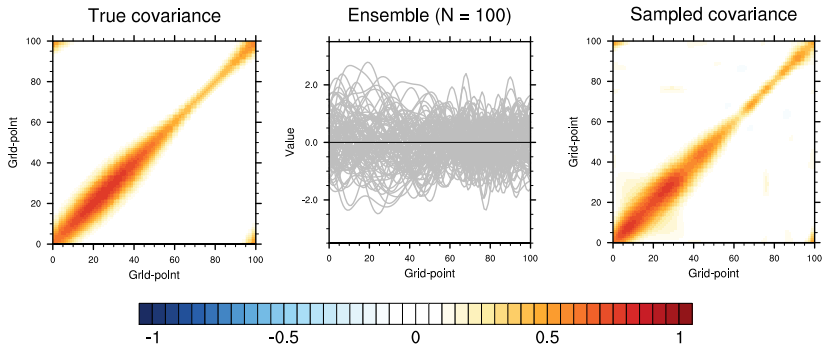 True covariance
Ensemble (N = 100)
Sampled covariance
100
80
60
40
20
0
Grid-point
0 20 40 60 80 100
Grid-point
2.0
0.0
-2.0
Value
0 20 40 60 80 100
Grid-point
100
80
60
40
20
0
Grid-point
0 20 40 60 80 100
Grid-point
-1 -0.5 0 0.5 1